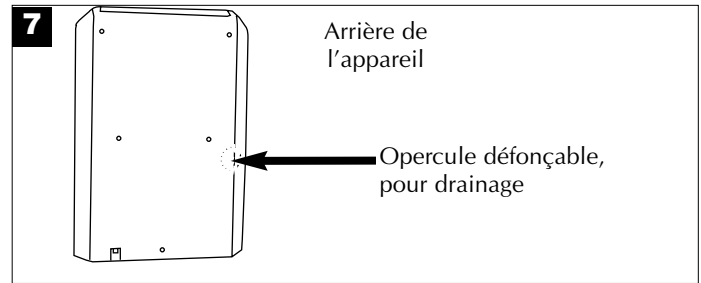 7
Arrière de
l'appareil
Opercule défonçable,
pour drainage